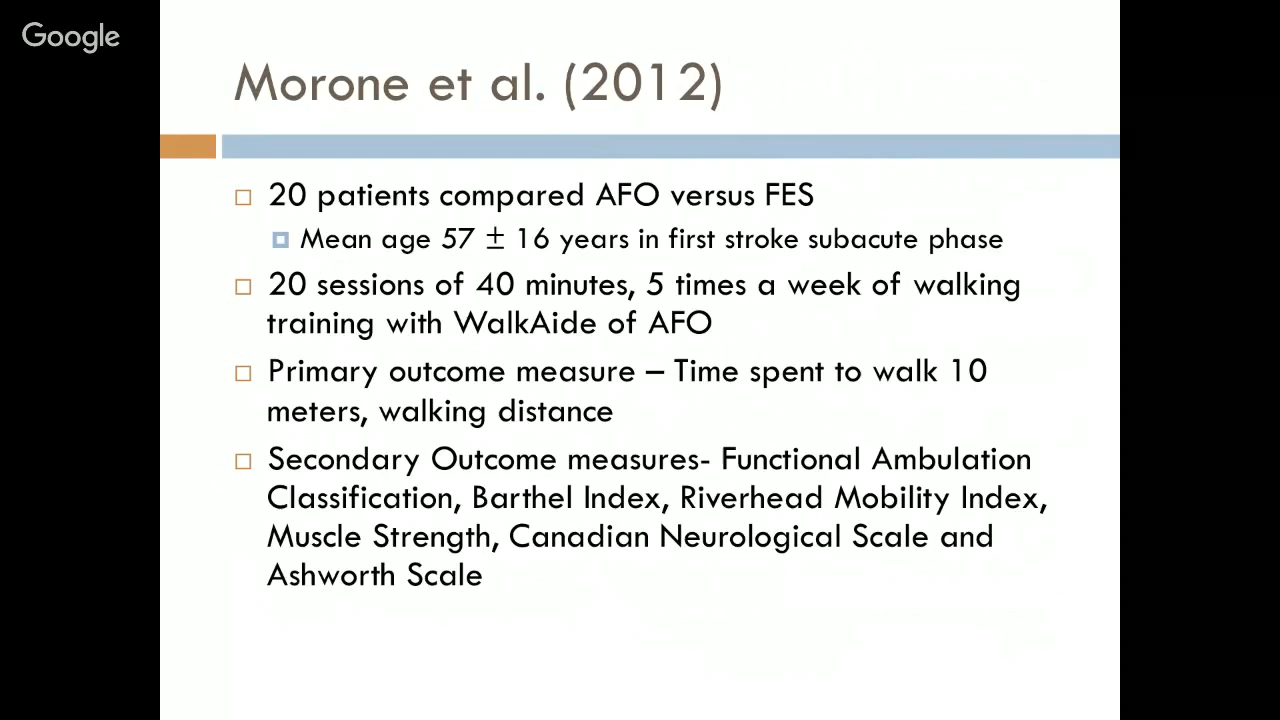 Google
Morone et al. (2012)
20 patients compared AFO versus FES
Mean age 57 ± 16 years in first stroke subacute phase
20 sessions of 40 minutes, 5 times a week of walking
training with WalkAide of AFO
Primary outcome measure – Time spent to walk 10
meters, walking distance
Secondary Outcome measures- Functional Ambulation
Classification, Barthel Index, Riverhead Mobility Index,
Muscle Strength, Canadian Neurological Scale and
Ashworth Scale